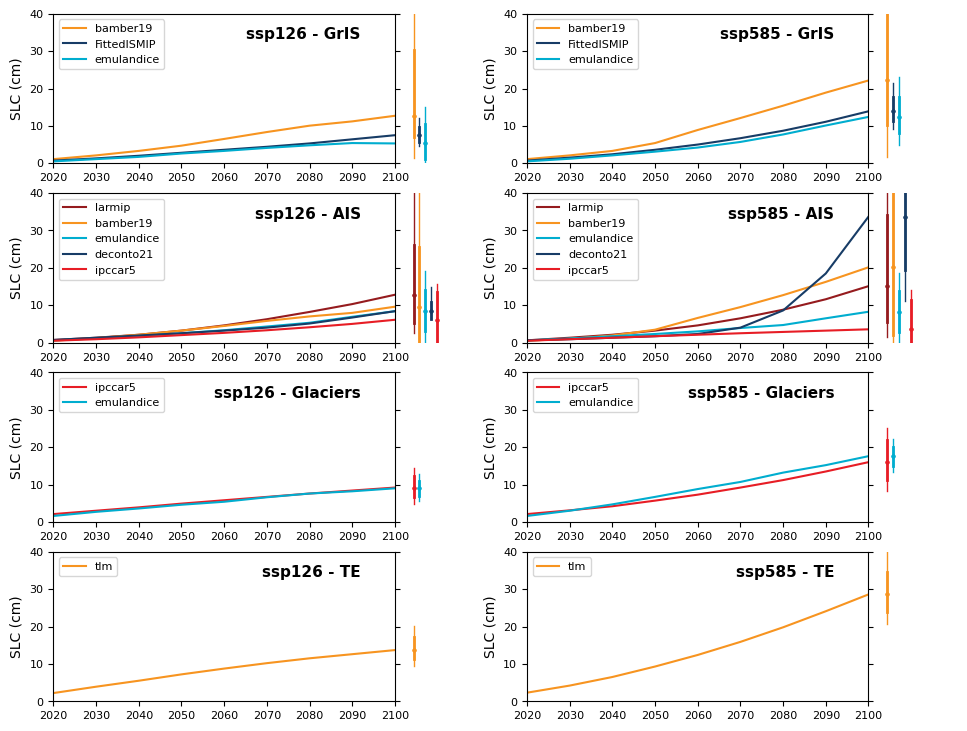 ssp126 - GrIS
bamber19
FittedISMIP
emulandice
SLC (cm)
40
30
20
10
0
2020 2030 2040 2050 2060 2070 2080 2090 2100
ssp585 - GrIS
bamber19
FittedISMIP
emulandice
SLC (cm)
40
30
20
10
0
2020 2030 2040 2050 2060 2070 2080 2090 2100
ssp126 - AIS
larmip
bamber19
emulandice
deconto21
ipccar5
SLC (cm)
40
30
20
10
0
2020 2030 2040 2050 2060 2070 2080 2090 2100
ssp585 - AIS
larmip
bamber19
emulandice
deconto21
ipccar5
SLC (cm)
40
30
20
10
0
2020 2030 2040 2050 2060 2070 2080 2090 2100
ssp126 - Glaciers
ipccar5
emulandice
SLC (cm)
40
30
20
10
0
2020 2030 2040 2050 2060 2070 2080 2090 2100
ssp585 - Glaciers
ipccar5
emulandice
SLC (cm)
40
30
20
10
0
2020 2030 2040 2050 2060 2070 2080 2090 2100
ssp126 - TE
tlm
SLC (cm)
40
30
20
10
0
2020 2030 2040 2050 2060 2070 2080 2090 2100
ssp585 - TE
tlm
SLC (cm)
40
30
20
10
0
2020 2030 2040 2050 2060 2070 2080 2090 2100